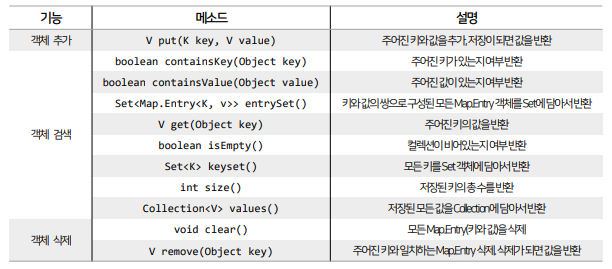 기능 메소드 설명
객체 추가 V put(K key, V value) 주어진 키와 값을 추가, 저장이 되면 값을 반환
boolean containsKey(Object key) 주어진 키가 있는지 여부 반환
boolean containsValue(Object value) 주어진 값이 있는지 여부 반환
Set<Map.Entry<K, v>> entrySet() 키와 값의 쌍으로 구성된 모든 Map.Entry 객체를 Set에 담아서 반환
객체 검색 V get(Object key) 주어진 키의 값을 반환
boolean isEmpty() 컬렉션이 비어있는지 여부 반환
Set<K> keyset() 모든 키를 Set 객체에 담아서 반환
int size() 저장된 키의 총 수를 반환
Collection<V> values() 저장된 모든 값을 Collection에 담아서 반환
객체 삭제 void clear() 모든 Map.Entry(키와 값)을 삭제
V remove(Object key) 주어진 키와 일치하는 Map.Entry 삭제, 삭제가 되면 값을 반환